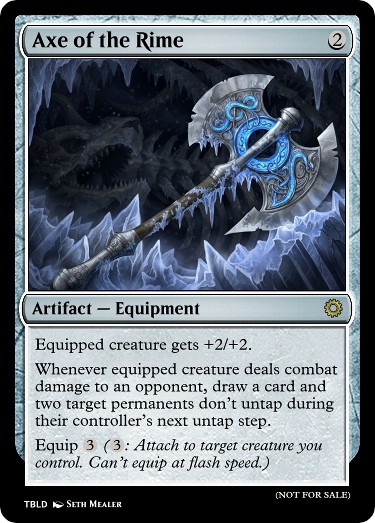 Axe of the Rime 2
Artifact — Equipment
Equipped creature gets +2/+2.
Whenever equipped creature deals combat
damage to an opponent, draw a card and
two target permanents don't untap during
their controller's next untap step.
Equip 3 (3: Attach to target creature you
control. Can't equip at flash speed.)
(NOT FOR SALE)
TBLD Seth Mealer